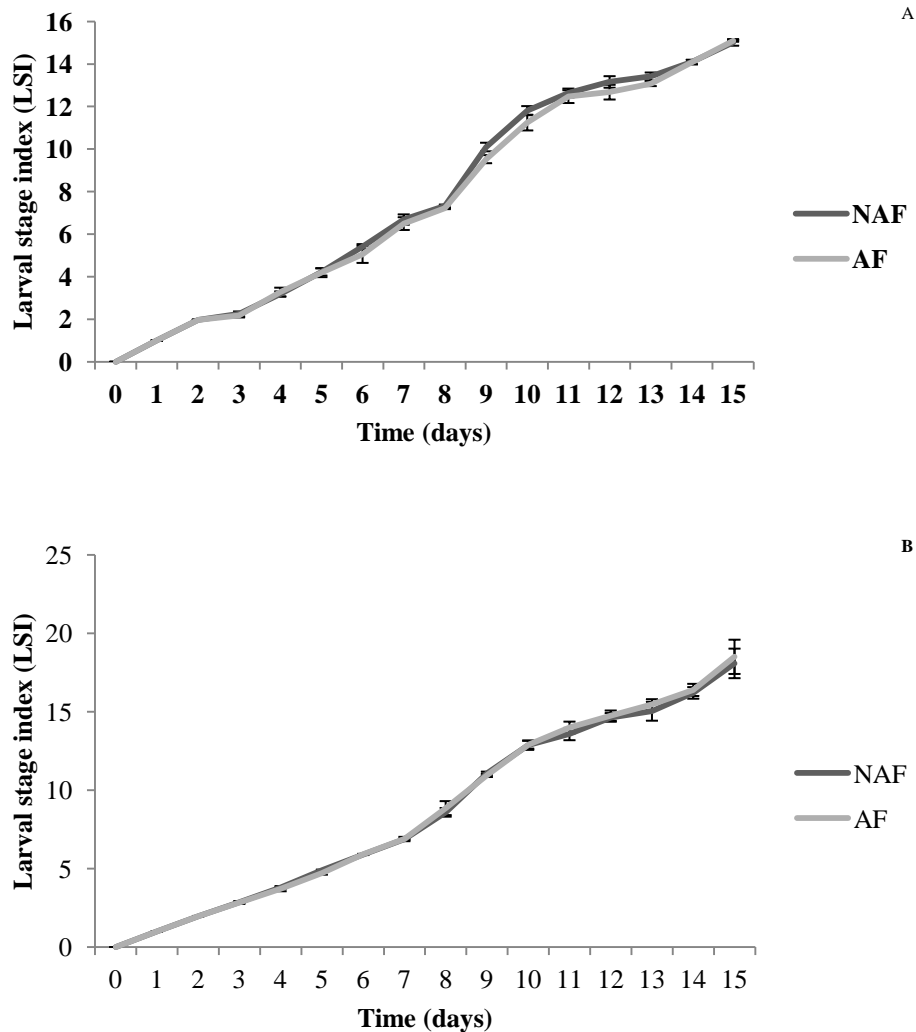 A
16
14
12
10
8
6
4
2
0
Larval stage index (LSI)
0 1 2 3 4 5 6 7 8 9 10 11 12 13 14 15
Time (days)
NAF
AF
B
25
20
15
10
5
0
Larval stage index (LSI)
0 1 2 3 4 5 6 7 8 9 10 11 12 13 14 15
Time (days)
NAF
AF